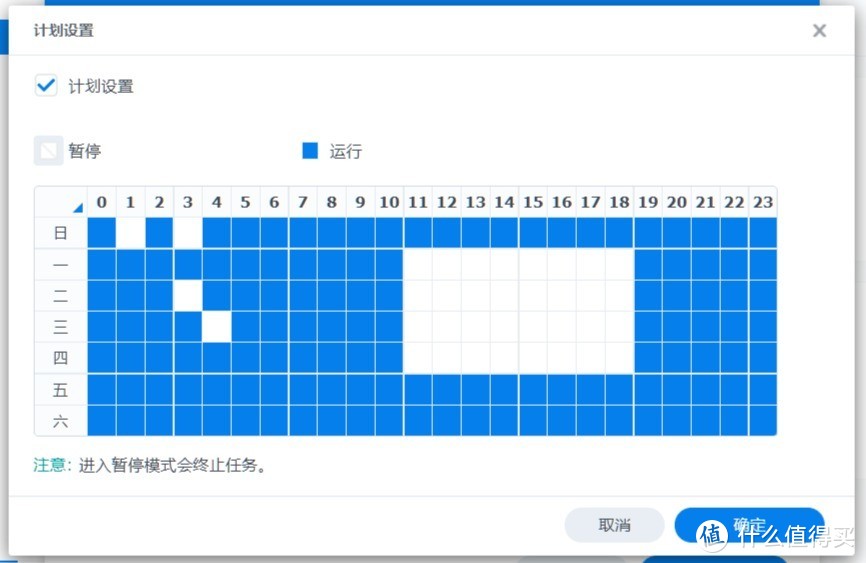 计划设置
计划设置
暂停 运行
0 1 2 3 4 5 6 7 8 9 10 11 12 13 14 15 16 17 18 19 20 21 22 23
日
一
二
三
四
五
六
注意：进入暂停模式会终止任务。
取消 确定
值 什么值得买